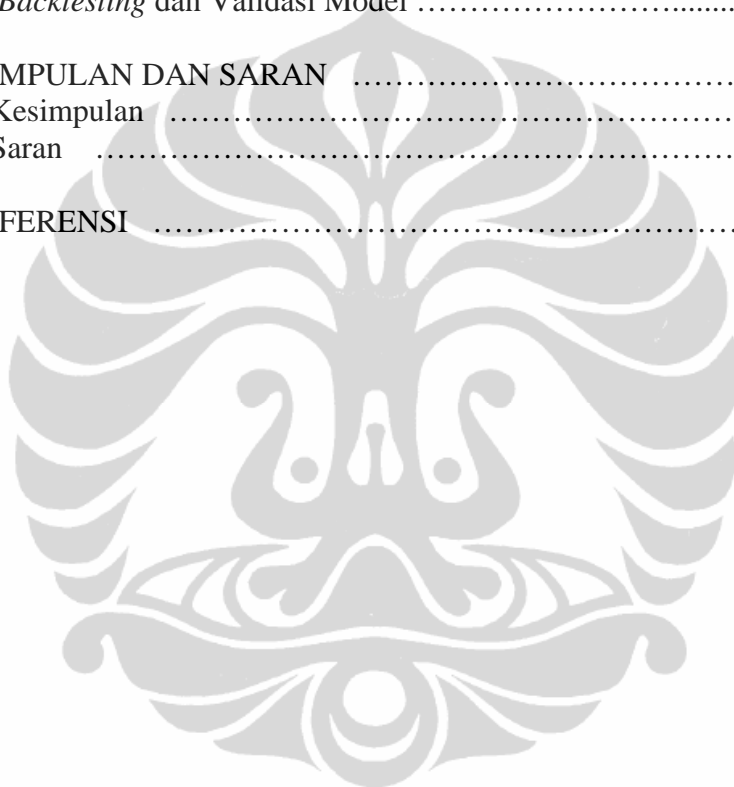 Backtesting dan Validasi Model ……………………........
MPULAN DAN SARAN ………………………………
Kesimpulan ………………………………………………
Saran ………………………………………………………
FERENSI …………………………………………………